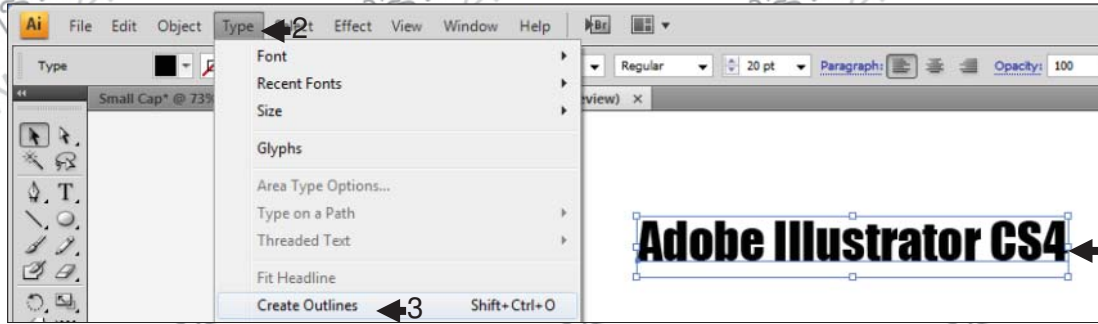 Ai File Edit Object Type 2 Effect View Window Help Br
Type Regular 20 pt Paragraph: Opacity: 100
Small Cap* @ 73% view) ×
Font
Recent Fonts
Size
Glyphs
Area Type Options...
Type on a Path
Threaded Text
Fit Headline
Create Outlines 3 Shift+Ctrl+O
Adobe Illustrator CS4